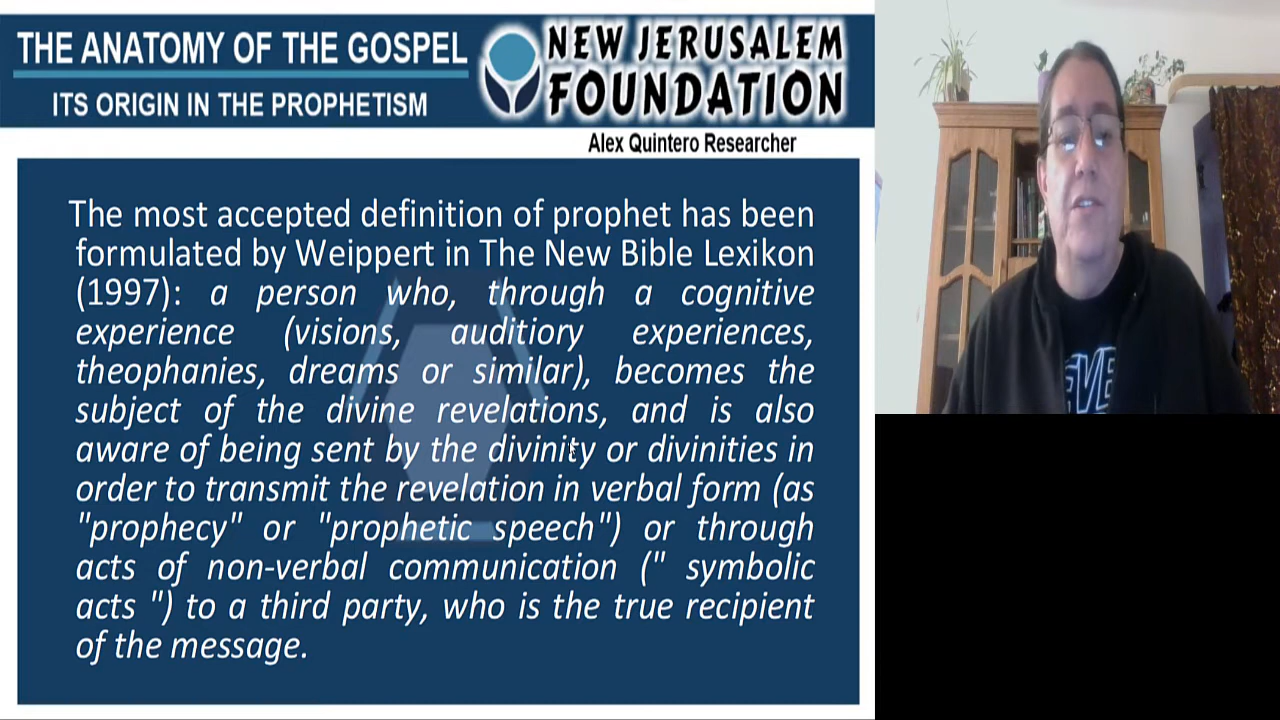 THE ANATOMY OF THE GOSPEL
ITS ORIGIN IN THE PROPHETISM
NEW JERUSALEM
FOUNDATION
Alex Quintero Researcher
The most accepted definition of prophet has been
formulated by Weippert in The New Bible Lexikon
(1997): a person who, through a cognitive
experience (visions, auditiory experiences,
theophanies, dreams or similar), becomes the
subject of the divine revelations, and is also
aware of being sent by the divinity or divinities in
order to transmit the revelation in verbal form (as
"prophecy" or "prophetic speech") or through
acts of non-verbal communication (" symbolic
acts ") to a third party, who is the true recipient
of the message.